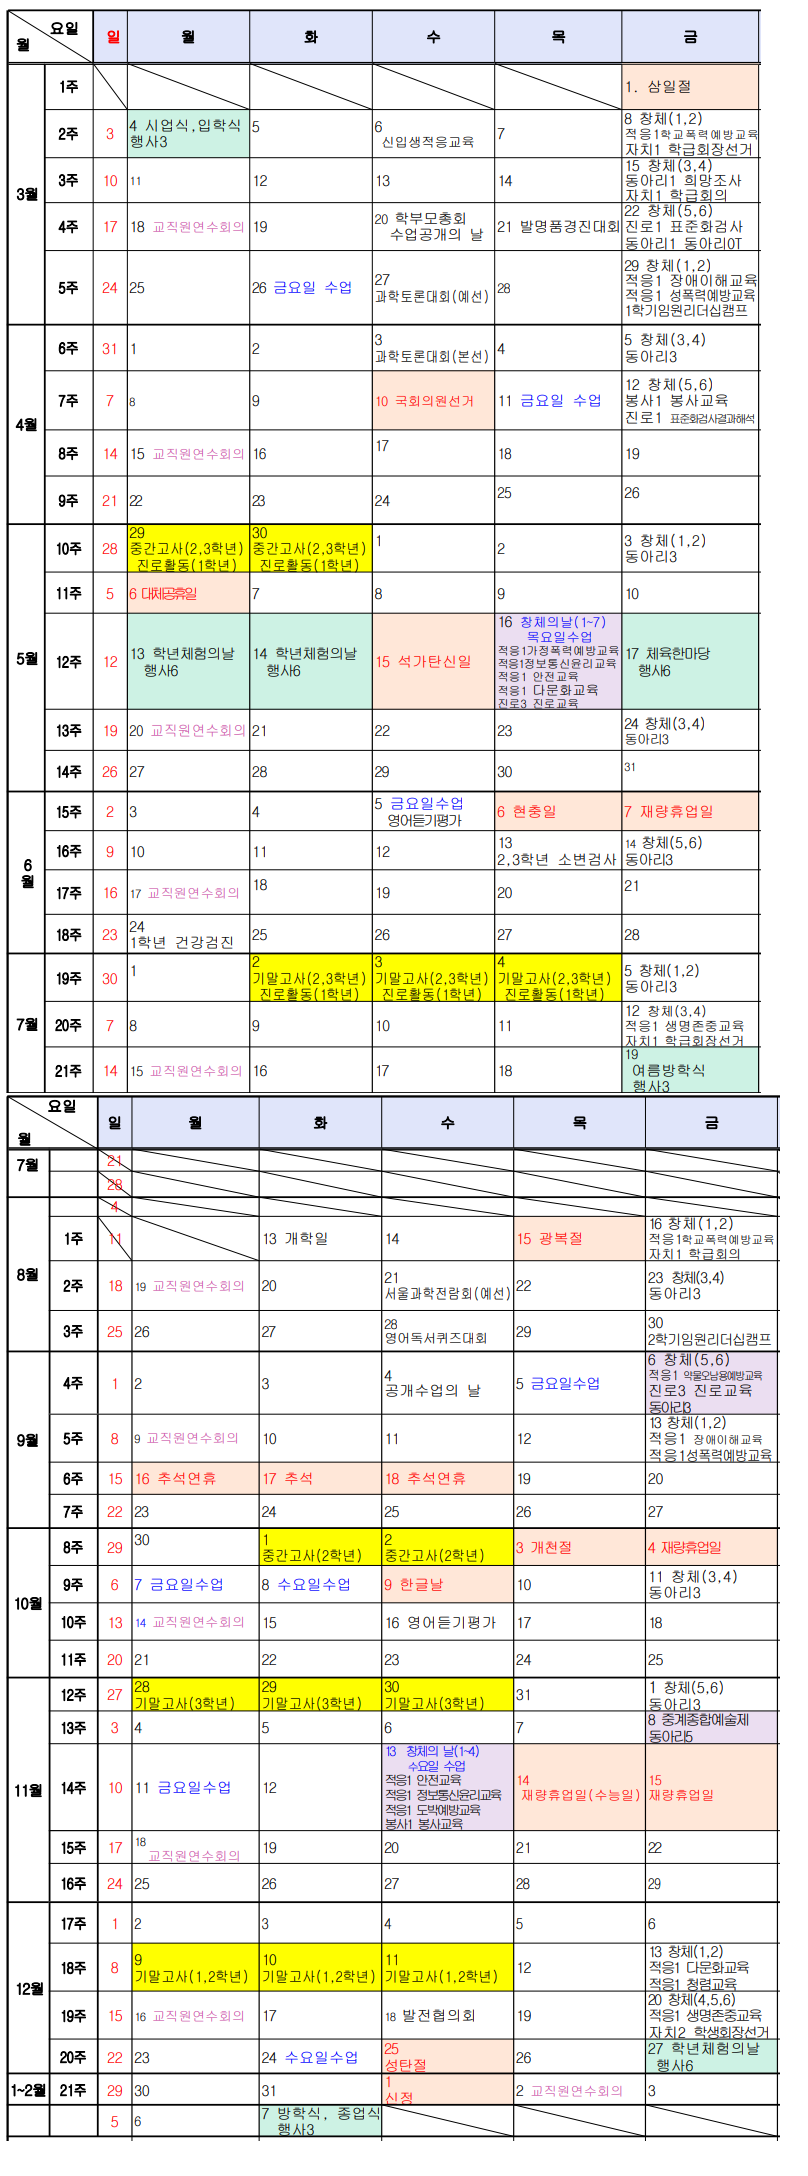 요일
월
일 월 화 수 목 금
3월
1주
1. 삼일절
2주 3
4 시업식,입학식
행사3
5
6
신입생적응교육
7
8 창체(1,2)
적응1학교폭력예방교육
자치1 학급회장선거
3주 10 11 12 13 14
15 창체(3,4)
동아리1 희망조사
자치1 학급회의
4주 17 18 교직원연수회의 19
20 학부모총회
수업공개의 날
21 발명품경진대회
22 창체(5,6)
진로1 표준화검사
동아리1 동아리OT
5주 24 25 26 금요일 수업
27
과학토론대회(예선)
28
29 창체(1,2)
적응1 장애이해교육
적응1 성폭력예방교육
1학기임원리더십캠프
4월
6주 31 1 2
3
과학토론대회(본선)
4
5 창체(3,4)
동아리3
7주 7 8 9 10 국회의원선거 11 금요일 수업
12 창체(5,6)
봉사1 봉사교육
진로1 표준화검사결과해석
8주 14 15 교직원연수회의 16 17 18 19
9주 21 22 23 24 25 26
5월
10주 28
29
중간고사(2,3학년)
진로활동(1학년)
30
중간고사(2,3학년)
진로활동(1학년)
1 2
3 창체(1,2)
동아리3
11주 5 6 대체공휴일 7 8 9 10
12주 12
13 학년체험의날
행사6
14 학년체험의날
행사6
15 석가탄신일
16 창체의날(1~7)
목요일수업
적응1가정폭력예방교육
적응1정보통신윤리교육
적응1 안전교육
적응1 다문화교육
진로3 진로교육
17 체육한마당
행사6
13주 19 20 교직원연수회의 21 22 23
24 창체(3,4)
동아리3
14주 26 27 28 29 30 31
6
월
15주 2 3 4
5 금요일수업
영어듣기평가
6 현충일 7 재량휴업일
16주 9 10 11 12
13
2,3학년 소변검사
14 창체(5,6)
동아리3
17주 16 17 교직원연수회의 18 19 20 21
18주 23
24
1학년 건강검진
25 26 27 28
7월
19주 30 1
2
기말고사(2,3학년)
진로활동(1학년)
3
기말고사(2,3학년)
진로활동(1학년)
4
기말고사(2,3학년)
진로활동(1학년)
5 창체(1,2)
동아리3
20주 7 8 9 10 11
12 창체(3,4)
적응1 생명존중교육
자치1 학급회장선거
21주 14 15 교직원연수회의 16 17 18
19
여름방학식
행사3
요일
월
일 월 화 수 목 금
7월
21
28
8월
4
1주 11 13 개학일 14 15 광복절
16 창체(1,2)
적응1학교폭력예방교육
자치1 학급회의
2주 18 19 교직원연수회의 20
21
서울과학전람회(예선)
22
23 창체(3,4)
동아리3
3주 25 26 27
28
영어독서퀴즈대회
29
30
2학기임원리더십캠프
9월
4주 1 2 3
4
공개수업의 날
5 금요일수업
6 창체(5,6)
적응1 약물오남용예방교육
진로3 진로교육
동아리3
5주 8 9 교직원연수회의 10 11 12
13 창체(1,2)
적응1 장애이해교육
적응1성폭력예방교육
6주 15 16 추석연휴 17 추석 18 추석연휴 19 20
7주 22 23 24 25 26 27
10월
8주 29 30
1
중간고사(2학년)
2
중간고사(2학년)
3 개천절 4 재량휴업일
9주 6 7 금요일수업 8 수요일수업 9 한글날 10
11 창체(3,4)
동아리3
10주 13 14 교직원연수회의 15 16 영어듣기평가 17 18
11주 20 21 22 23 24 25
11월
12주 27
28
기말고사(3학년)
29
기말고사(3학년)
30
기말고사(3학년)
31
1 창체(5,6)
동아리3
13주 3 4 5 6 7
8 중계종합예술제
동아리5
14주 10 11 금요일수업 12
13 창체의 날(1~4)
수요일 수업
적응1 안전교육
적응1 정보통신윤리교육
적응1 도박예방교육
봉사1 봉사교육
14
재량휴업일(수능일)
15
재량휴업일
15주 17
18
교직원연수회의
19 20 21 22
16주 24 25 26 27 28 29
12월
17주 1 2 3 4 5 6
18주 8
9
기말고사(1,2학년)
10
기말고사(1,2학년)
11
기말고사(1,2학년)
12
13 창체(1,2)
적응1 다문화교육
적응1 청렴교육
19주 15 16 교직원연수회의 17 18 발전협의회 19
20 창체(4,5,6)
적응1 생명존중교육
자치2 학생회장선거
20주 22 23 24 수요일수업
25
성탄절
26
27 학년체험의날
행사6
1~2월 21주 29 30 31
1
신정
2 교직원연수회의 3
5 6
7 방학식, 종업식
행사3